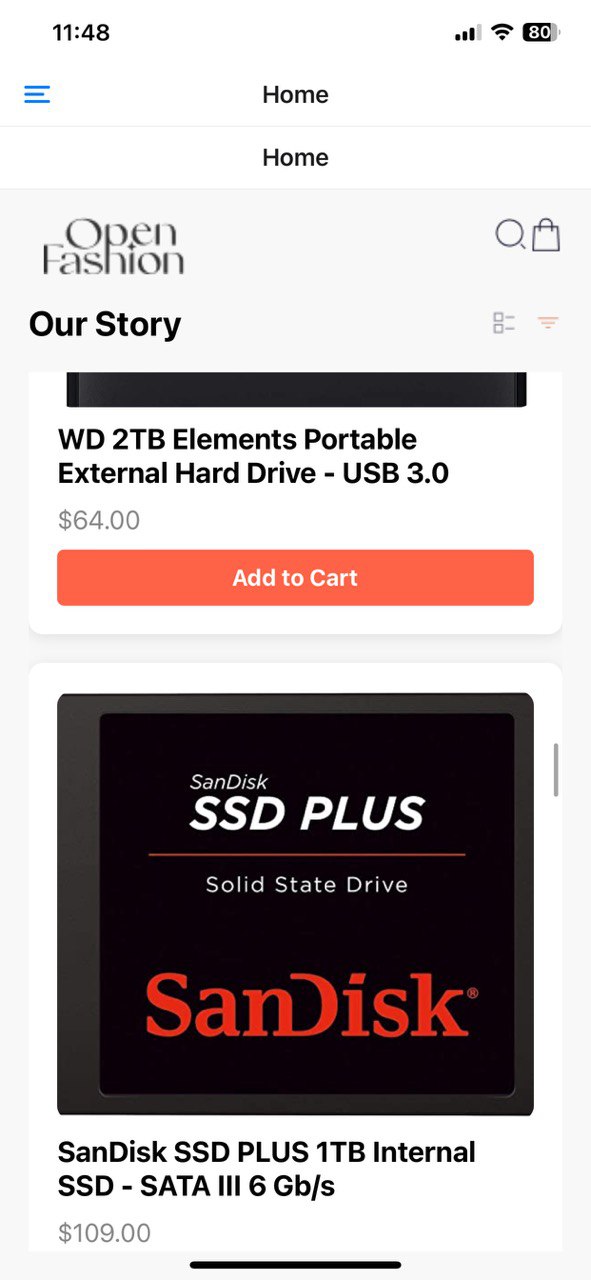 11:48
80
Home
Home
Open
Fashion
Our Story
WD 2TB Elements Portable
External Hard Drive - USB 3.0
$64.00
Add to Cart
SanDisk
SSD PLUS
Solid State Drive
SanDisk®
SanDisk SSD PLUS 1TB Internal
SSD - SATA III 6 Gb/s
$109.00